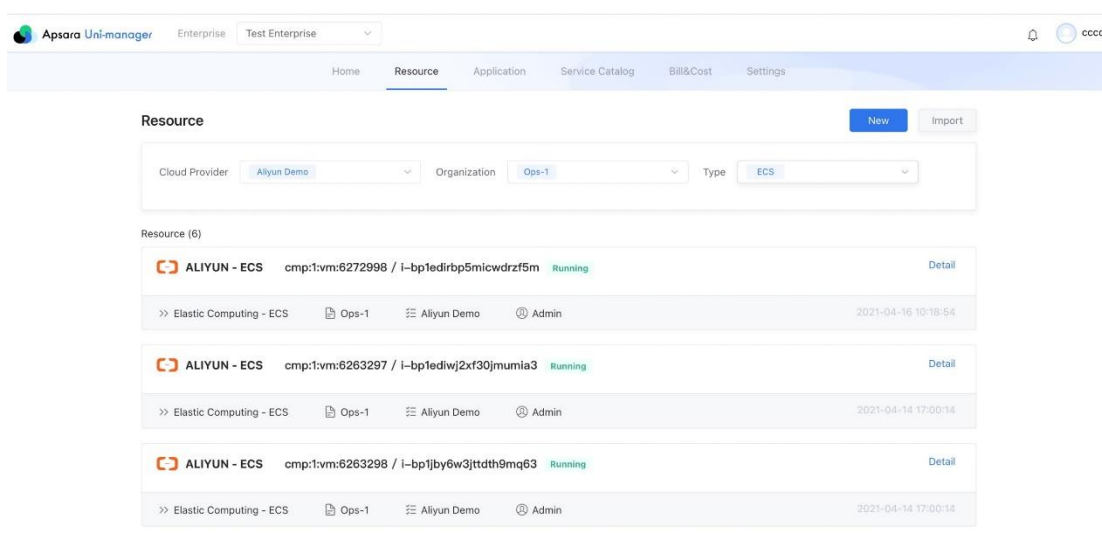 Apsara Uni-manager Enterprise Test Enterprise cccc
Home Resource Application Service Catalog Bill&Cost Settings
Resource New Import
Cloud Provider Aliyun Demo Organization Ops-1 Type ECS
Resource (6)
ALIYUN - ECS cmp:1:vm:6272998 / i-bp1edirbp5micwdrzf5m Running Detail
Elastic Computing - ECS Ops-1 Aliyun Demo Admin 2021-04-16 10:18:54
ALIYUN - ECS cmp:1:vm:6263297 / i-bp1ediwj2xf30jmumia3 Running Detail
Elastic Computing - ECS Ops-1 Aliyun Demo Admin 2021-04-14 17:00:14
ALIYUN - ECS cmp:1:vm:6263298 / i-bp1jby6w3jttdth9mq63 Running Detail
Elastic Computing - ECS Ops-1 Aliyun Demo Admin 2021-04-14 17:00:14